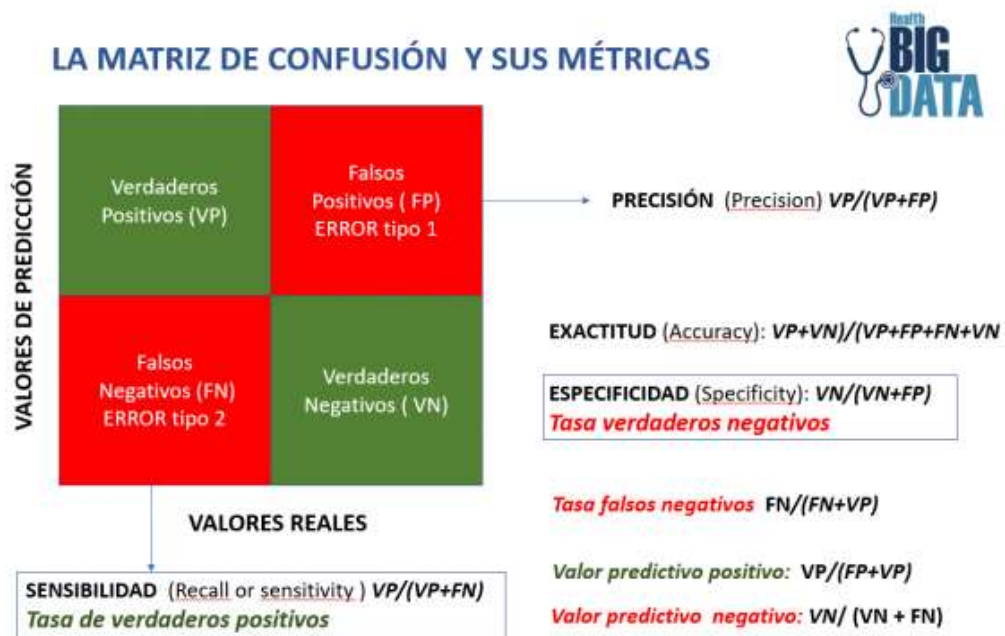 LA MATRIZ DE CONFUSIÓN Y SUS MÉTRICAS
Health
BIG
DATA
VALORES DE PREDICCIÓN
Verdaderos
Positivos (VP)
Falsos
Positivos ( FP)
ERROR tipo 1
PRECISIÓN (Precision) VP/(VP+FP)
Falsos
Negativos (FN)
ERROR tipo 2
Verdaderos
Negativos ( VN)
EXACTITUD (Accuracy): VP+VN)/(VP+FP+FN+VN
ESPECIFICIDAD (Specificity): VN/(VN+FP)
Tasa verdaderos negativos
Tasa falsos negativos FN/(FN+VP)
VALORES REALES
SENSIBILIDAD (Recall or sensitivity ) VP/(VP+FN)
Tasa de verdaderos positivos
Valor predictivo positivo: VP/(FP+VP)
Valor predictivo negativo: VN/ (VN + FN)